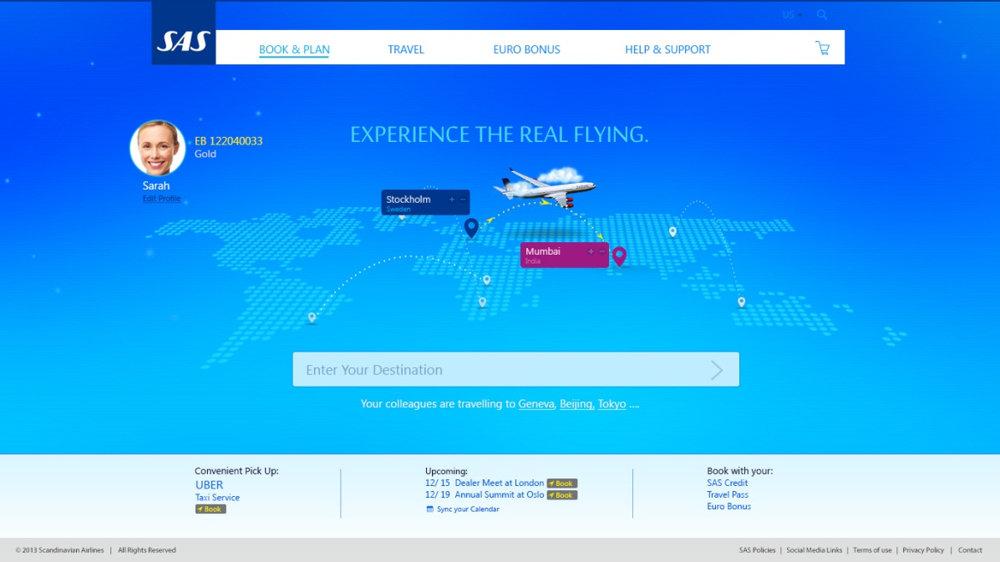 US
SAS
BOOK & PLAN
TRAVEL
EURO BONUS
HELP & SUPPORT
EXPERIENCE THE REAL FLYING.
EB 122040033
Gold
Sarah
Edit Profile
Stockholm + −
Sweden
Mumbai + −
India
Enter Your Destination
Your colleagues are travelling to Geneva, Beijing, Tokyo ....
Convenient Pick Up:
UBER
Taxi Service
Book
Upcoming:
12/ 15 Dealer Meet at London Book
12/ 19 Annual Summit at Oslo Book
Sync your Calendar
Book with your:
SAS Credit
Travel Pass
Euro Bonus
© 2013 Scandinavian Airlines | All Rights Reserved
SAS Policies | Social Media Links | Terms of use | Privacy Policy | Contact